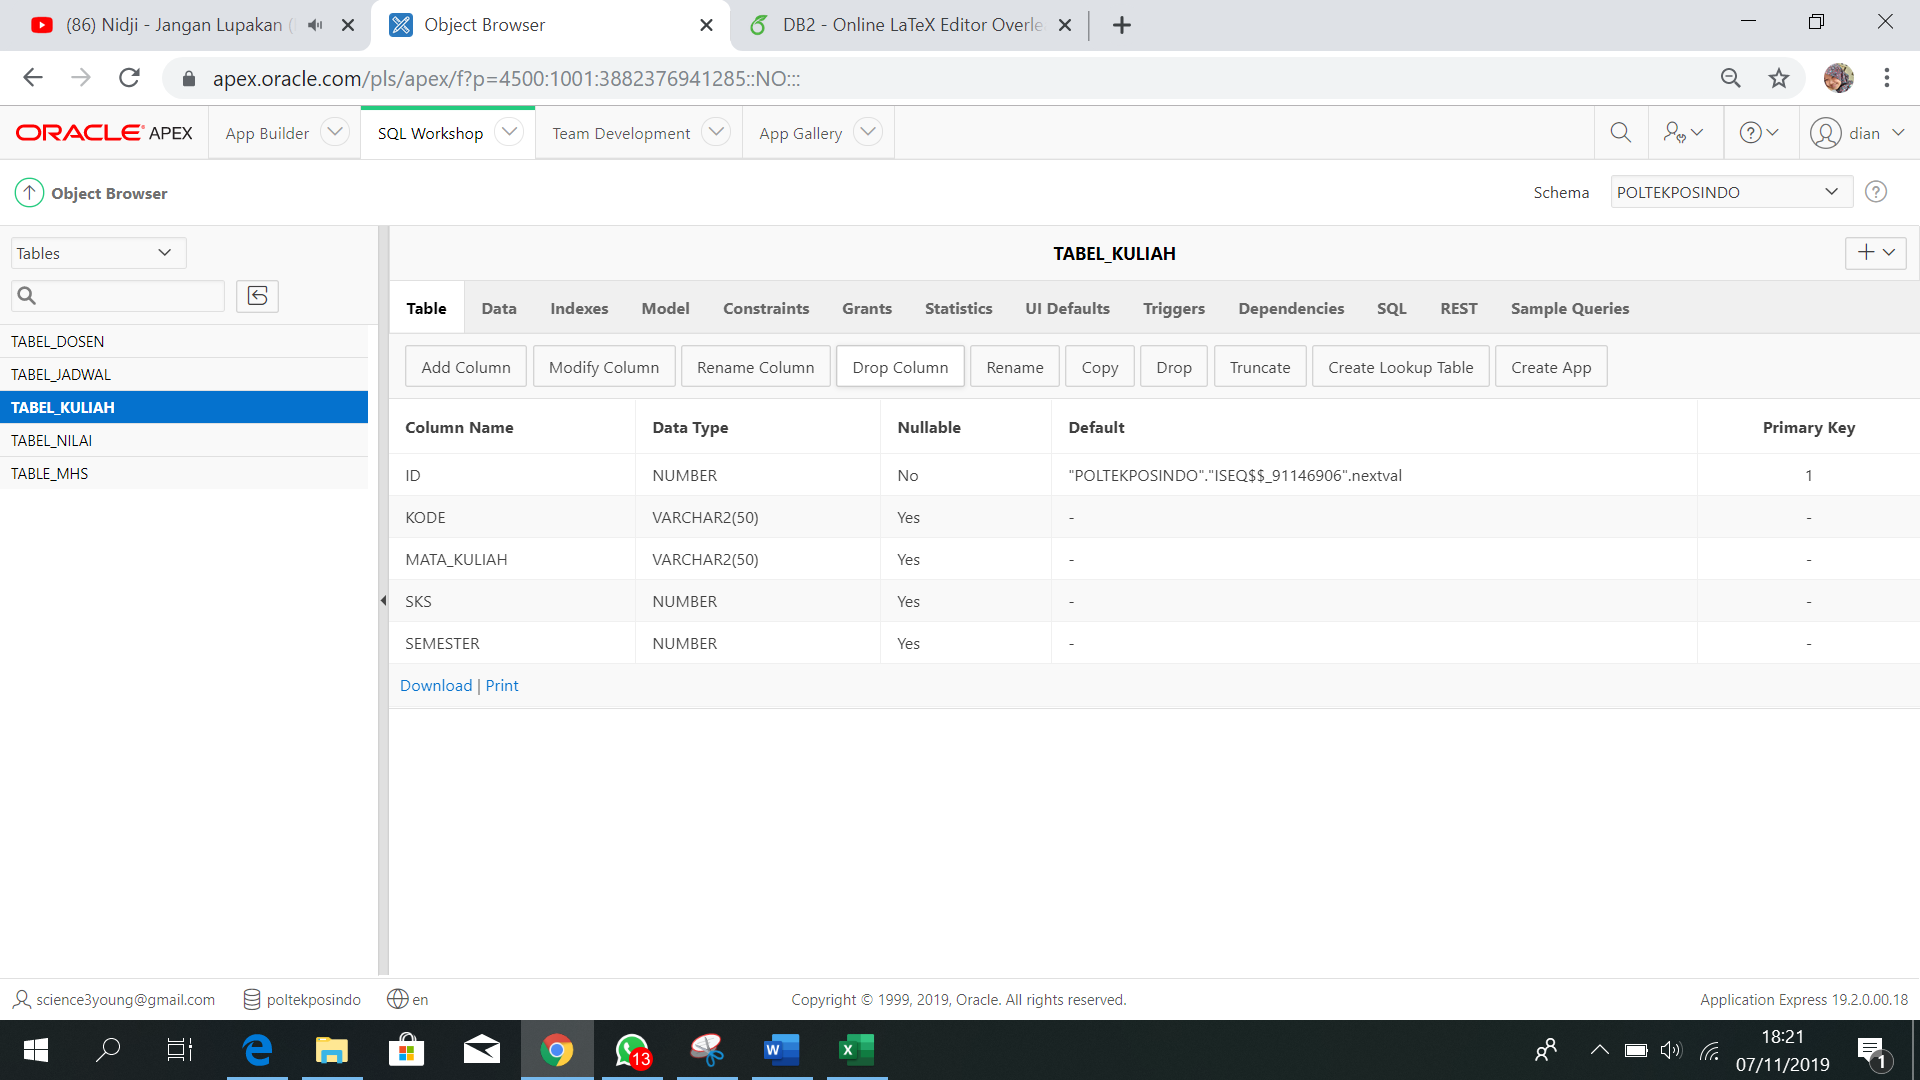 (86) Nidji - Jangan Lupakan
Object Browser
DB2 - Online LaTeX Editor Overle
apex.oracle.com/pls/apex/f?p=4500:1001:3882376941285::NO:::
ORACLE APEX
App Builder
SQL Workshop
Team Development
App Gallery
dian
Object Browser
Schema
POLTEKPOSINDO
Tables
TABEL_KULIAH
Table Data Indexes Model Constraints Grants Statistics UI Defaults Triggers Dependencies SQL REST Sample Queries
TABEL_DOSEN
TABEL_JADWAL
TABEL_KULIAH
TABEL_NILAI
TABLE_MHS
Add Column Modify Column Rename Column Drop Column Rename Copy Drop Truncate Create Lookup Table Create App
Column Name Data Type Nullable Default Primary Key
ID NUMBER No "POLTEKPOSINDO"."ISEQ$$_91146906".nextval 1
KODE VARCHAR2(50) Yes - -
MATA_KULIAH VARCHAR2(50) Yes - -
SKS NUMBER Yes - -
SEMESTER NUMBER Yes - -
Download | Print
science3young@gmail.com
poltekposindo
en
Copyright © 1999, 2019, Oracle. All rights reserved.
Application Express 19.2.0.00.18
13
18:21
07/11/2019
1